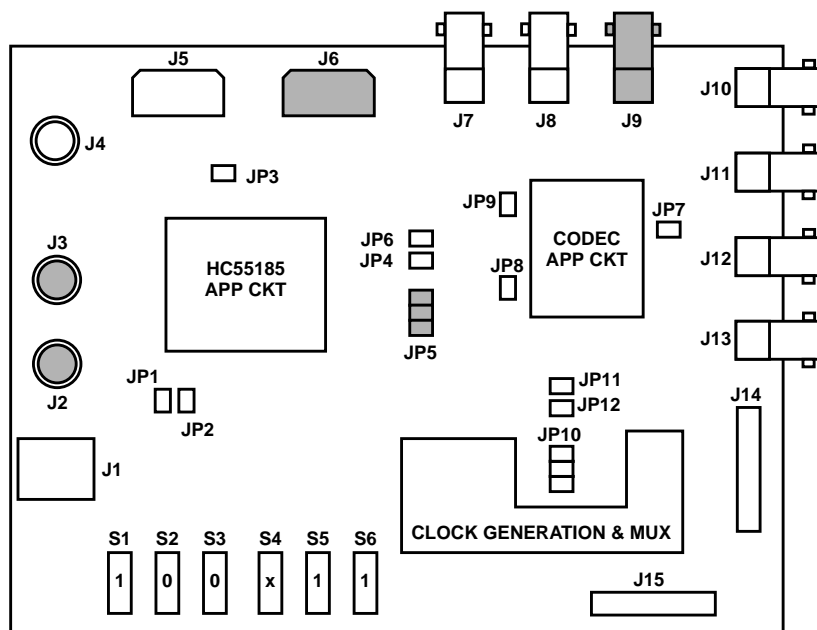 J5
J6
J7
J8
J9
J10
J4
JP3
J11
JP9
JP7
J3
HC55185
APP CKT
JP6
JP4
CODEC
APP CKT
J12
JP8
JP5
J13
J2
JP1
JP2
JP11
JP12
J14
JP10
J1
CLOCK GENERATION & MUX
S1 S2 S3 S4 S5 S6
1 0 0 x 1 1
J15